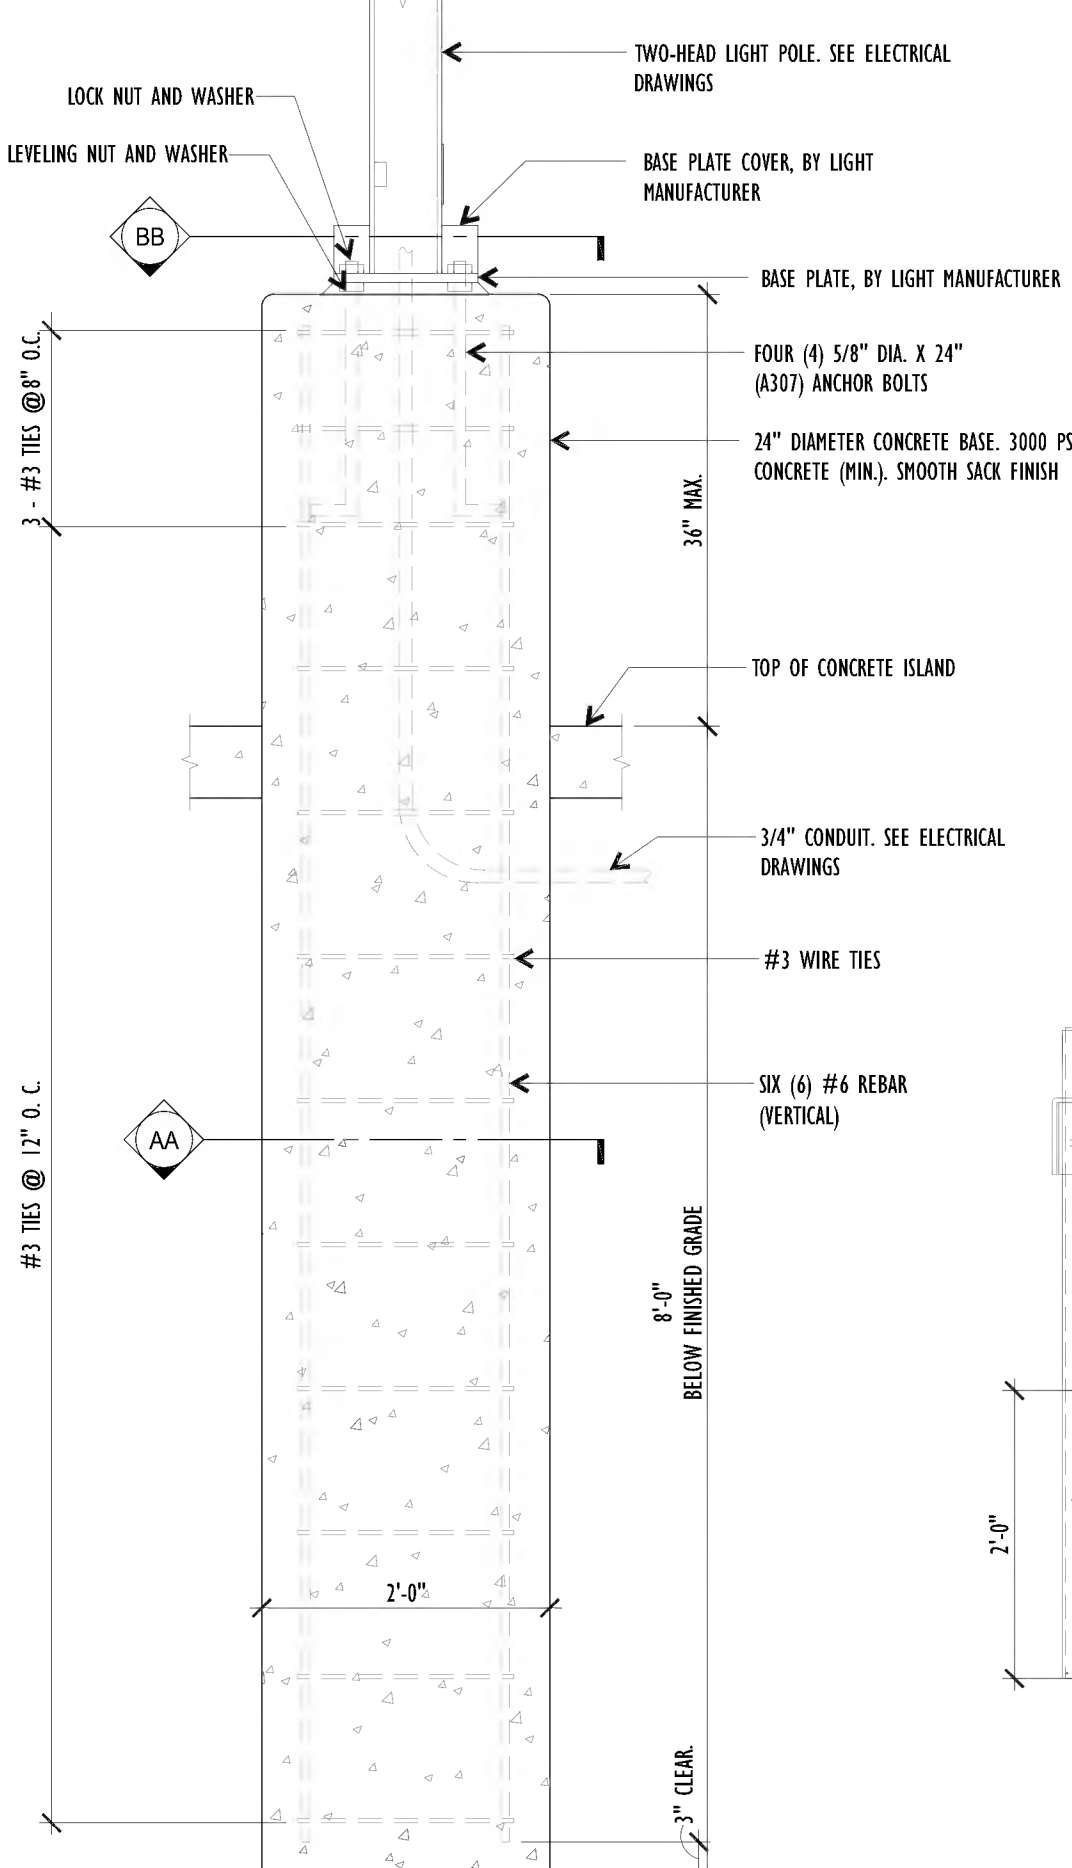 TWO-HEAD LIGHT POLE. SEE ELECTRICAL
DRAWINGS
LOCK NUT AND WASHER
LEVELING NUT AND WASHER
BASE PLATE COVER, BY LIGHT
MANUFACTURER
BB
BASE PLATE, BY LIGHT MANUFACTURER
3 - #3 TIES @8" O.C.
FOUR (4) 5/8" DIA. X 24"
(A307) ANCHOR BOLTS
24" DIAMETER CONCRETE BASE. 3000 PS
CONCRETE (MIN.). SMOOTH SACK FINISH
36" MAX.
TOP OF CONCRETE ISLAND
3/4" CONDUIT. SEE ELECTRICAL
DRAWINGS
#3 WIRE TIES
SIX (6) #6 REBAR
(VERTICAL)
#3 TIES @ 12" O. C.
AA
8'-0"
BELOW FINISHED GRADE
2'-0"
2'-0"
3" CLEAR.